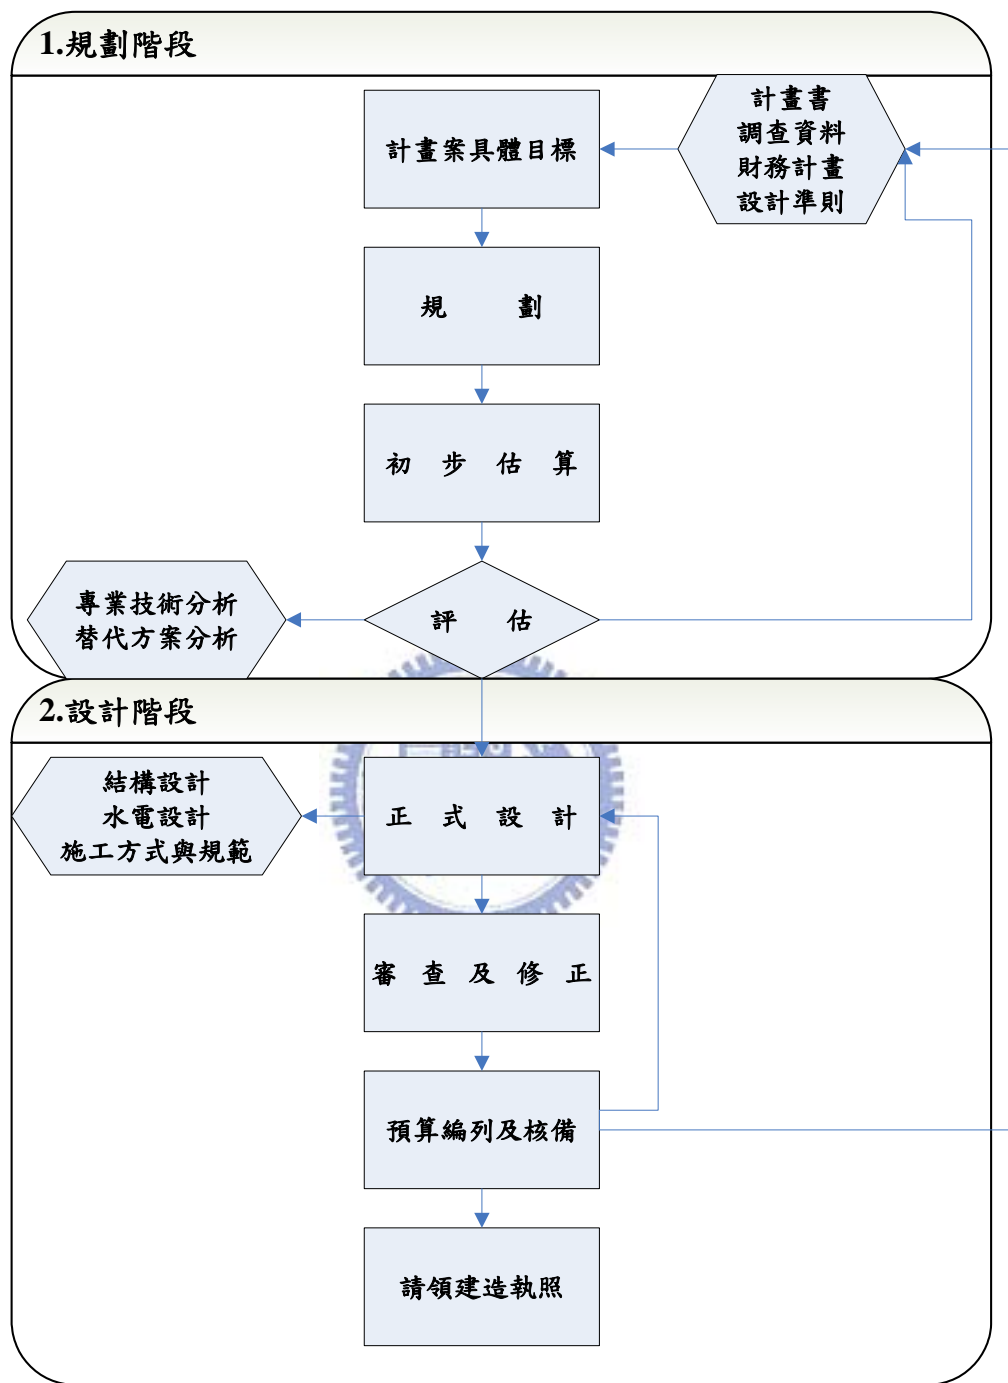 1.規劃階段
計畫書
調查資料
財務計畫
設計準則
計畫案具體目標
規 劃
初 步 估 算
評 估
專業技術分析
替代方案分析
2.設計階段
結構設計
水電設計
施工方式與規範
正 式 設 計
審 查 及 修 正
預算編列及核備
請領建造執照